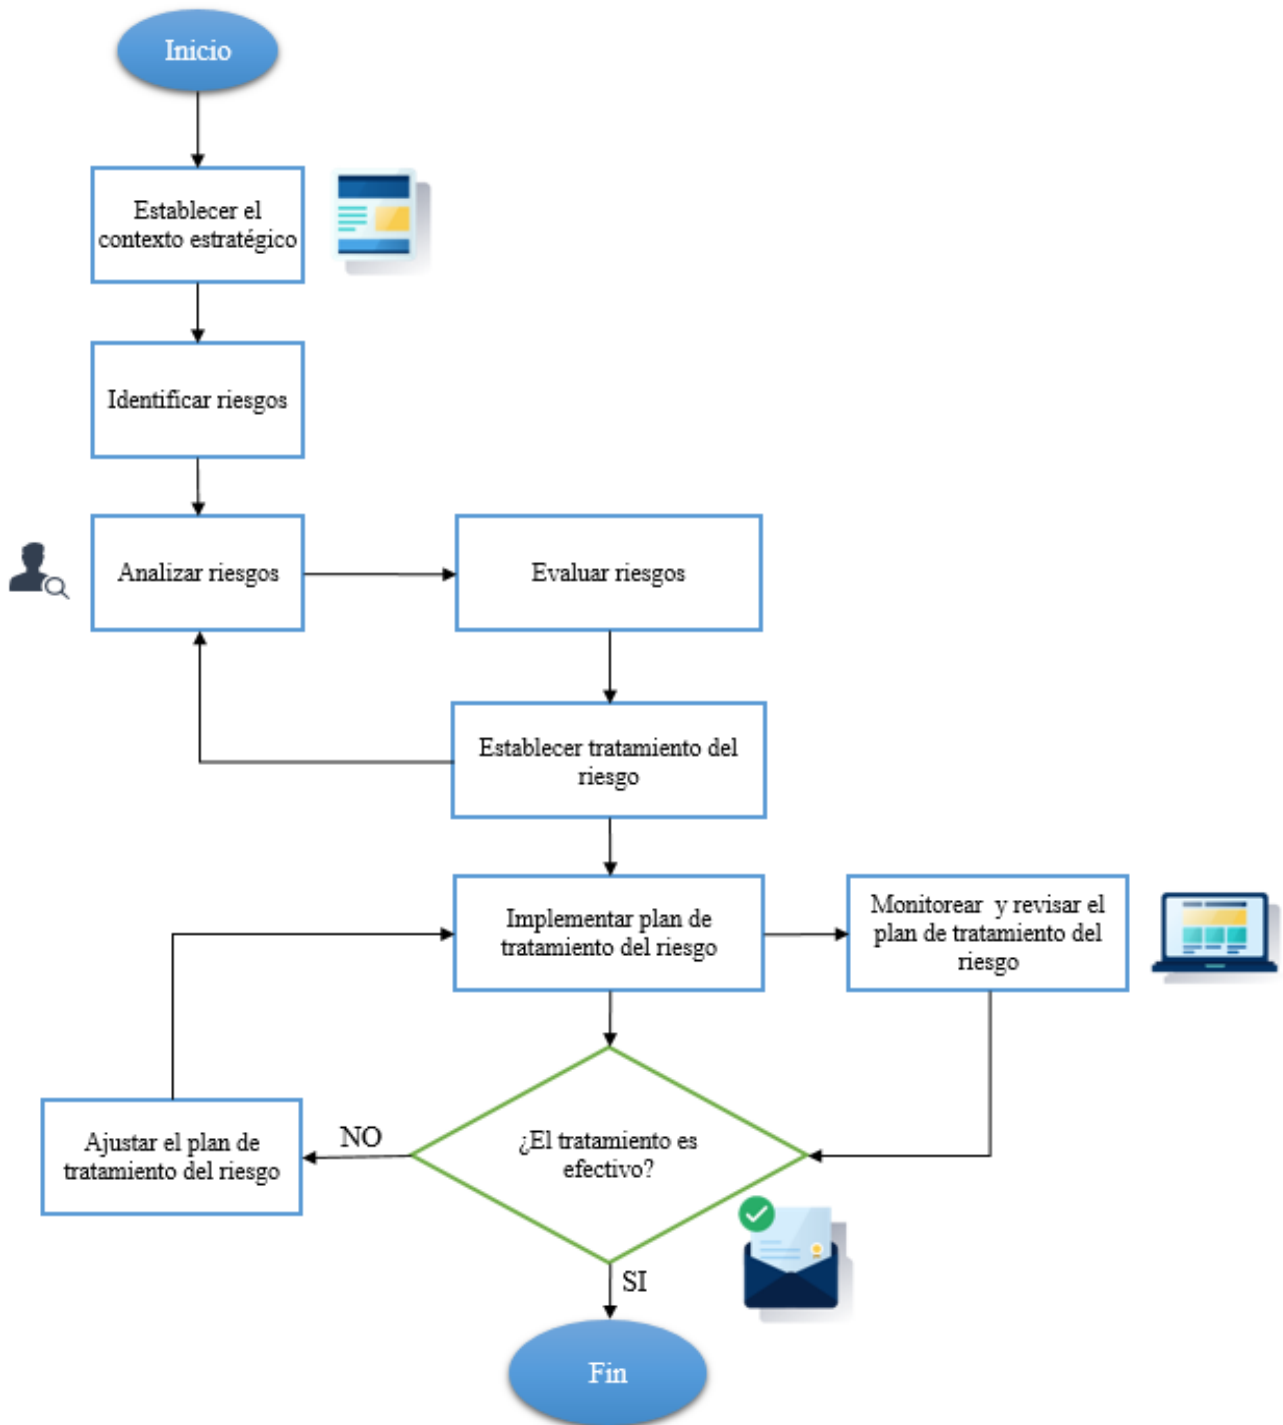 Inicio
Establecer el
contexto estratégico
Identificar riesgos
Analizar riesgos
Evaluar riesgos
Establecer tratamiento del
riesgo
Implementar plan de
tratamiento del riesgo
Monitorear y revisar el
plan de tratamiento del
riesgo
Ajustar el plan de
tratamiento del riesgo
NO
¿El tratamiento es
efectivo?
SI
Fin